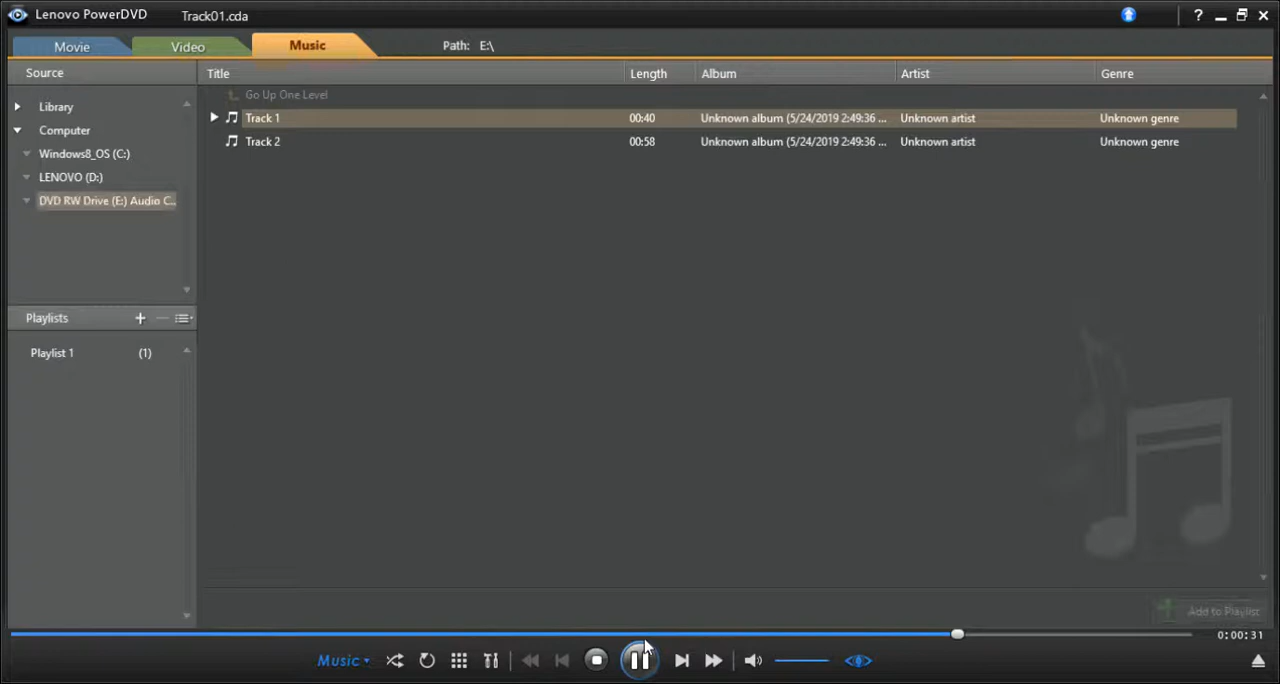 Lenovo PowerDVD Track01.cda ?
Movie Video Music Path: E:\
Source Title Length Album Artist Genre
Library Go Up One Level
Computer Track 1 00:40 Unknown album (5/24/2019 2:49:36 ... Unknown artist Unknown genre
Windows8_OS (C:) Track 2 00:58 Unknown album (5/24/2019 2:49:36 ... Unknown artist Unknown genre
LENOVO (D:)
DVD RW Drive (E:) Audio C...
Playlists
Playlist 1 (1)
Add to Playlist
0:00:31
Music